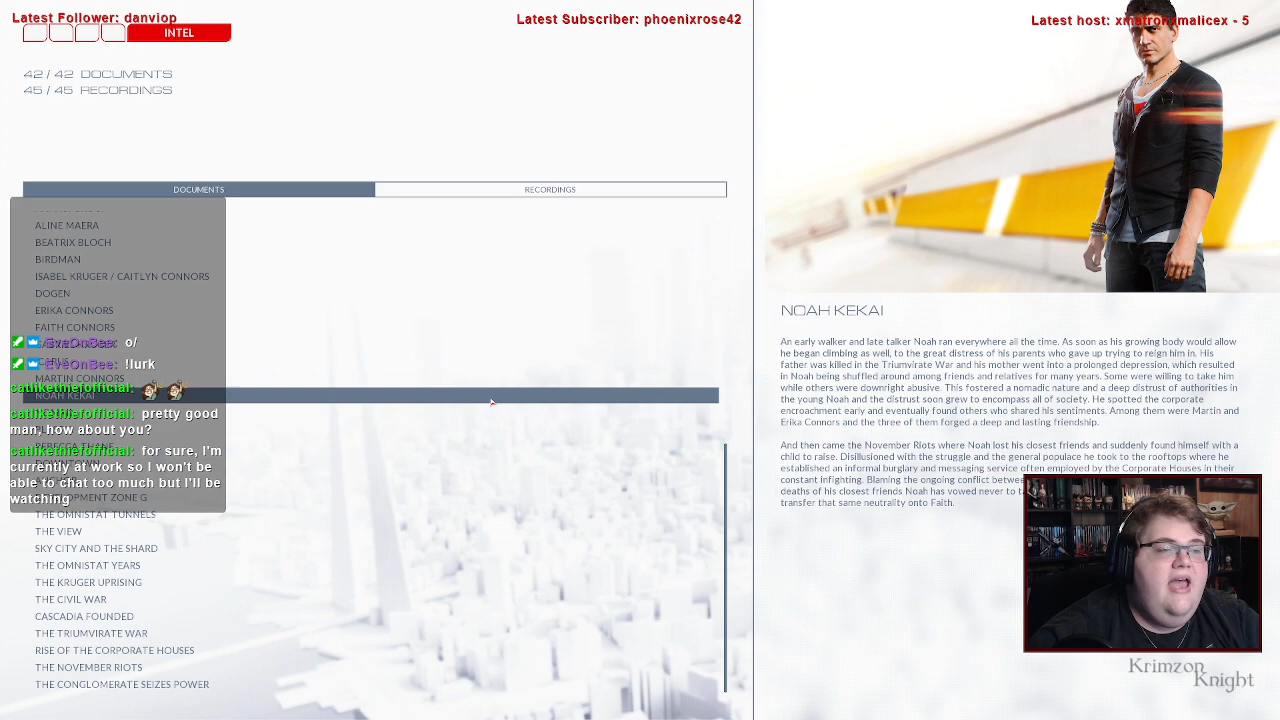 Latest Follower: danviop
Latest Subscriber: phoenixrose42
Latest host: xmatronxmalicex - 5
INTEL
42 / 42 DOCUMENTS
45 / 45 RECORDINGS
DOCUMENTS
RECORDINGS
ALINE MAERA
BEATRIX BLOCH
BIRDMAN
ISABEL KRUGER / CAITLYN CONNORS
DOGEN
ERIKA CONNORS
FAITH CONNORS
EveOnBee: o/
EveOnBee: !lurk
MARTIN CONNORS
catlikethiefofficial:
NOAH KEKAI
catlikethiefofficial: pretty good
man, how about you?
REBECCA THANE
catlikethiefofficial: for sure, I'm
currently at work so I won't be
able to chat too much but I'll be
watching
DOWNTOWN
ZONE G
THE OMNISTAT TUNNELS
THE VIEW
SKY CITY AND THE SHARD
THE OMNISTAT YEARS
THE KRUGER UPRISING
THE CIVIL WAR
CASCADIA FOUNDED
THE TRIUMVIRATE WAR
RISE OF THE CORPORATE HOUSES
THE NOVEMBER RIOTS
THE CONGLOMERATE SEIZES POWER
NOAH KEKAI
An early walker and late talker Noah ran everywhere all the time. As soon as his growing body would allow
he began climbing as well, to the great distress of his parents who gave up trying to reign him in. His
father was killed in the Triumvirate War and his mother went into a prolonged depression, which resulted
in Noah being shuffled around among friends and relatives for many years. Some were willing to take him
while others were downright abusive. This fostered a nomadic nature and a deep distrust of authorities in
the young Noah and the distrust soon grew to encompass all of society. He spotted the corporate
encroachment early and eventually found others who shared his sentiments. Among them were Martin and
Erika Connors and the three of them forged a deep and lasting friendship.
And then came the November Riots where Noah lost his closest friends and suddenly found himself with a
child to raise. Disillusioned with the struggle and the general populace he took to the rooftops where he
established an informal burglary and messaging service often employed by the Corporate Houses in their
constant infighting. Blaming the ongoing conflict betwee
deaths of his closest friends Noah has vowed never to t
transfer that same neutrality onto Faith.
Krimzon
Knight